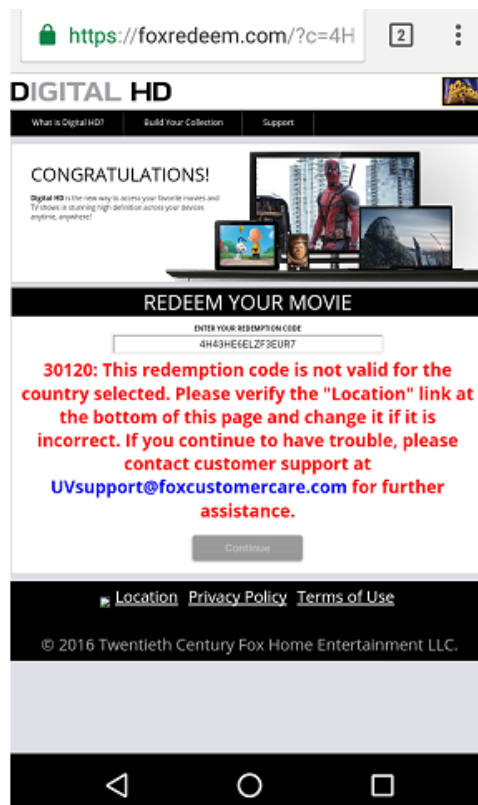 https://foxredeem.com/?c=4H
2
DIGITAL HD
What is Digital HD? Build Your Collection Support
CONGRATULATIONS!
Digital HD is the new way to access your favorite movies and
TV shows in stunning high definition across your devices
anytime, anywhere!
REDEEM YOUR MOVIE
ENTER YOUR REDEMPTION CODE
4H43HE6ELZF3EUR7
30120: This redemption code is not valid for the
country selected. Please verify the "Location" link at
the bottom of this page and change it if it is
incorrect. If you continue to have trouble, please
contact customer support at
UVsupport@foxcustomercare.com for further
assistance.
Continue
Location Privacy Policy Terms of Use
© 2016 Twentieth Century Fox Home Entertainment LLC.